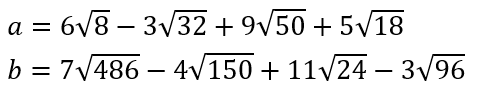 a = 6√8 − 3√32 + 9√50 + 5√18
b = 7√486 − 4√150 + 11√24 − 3√96